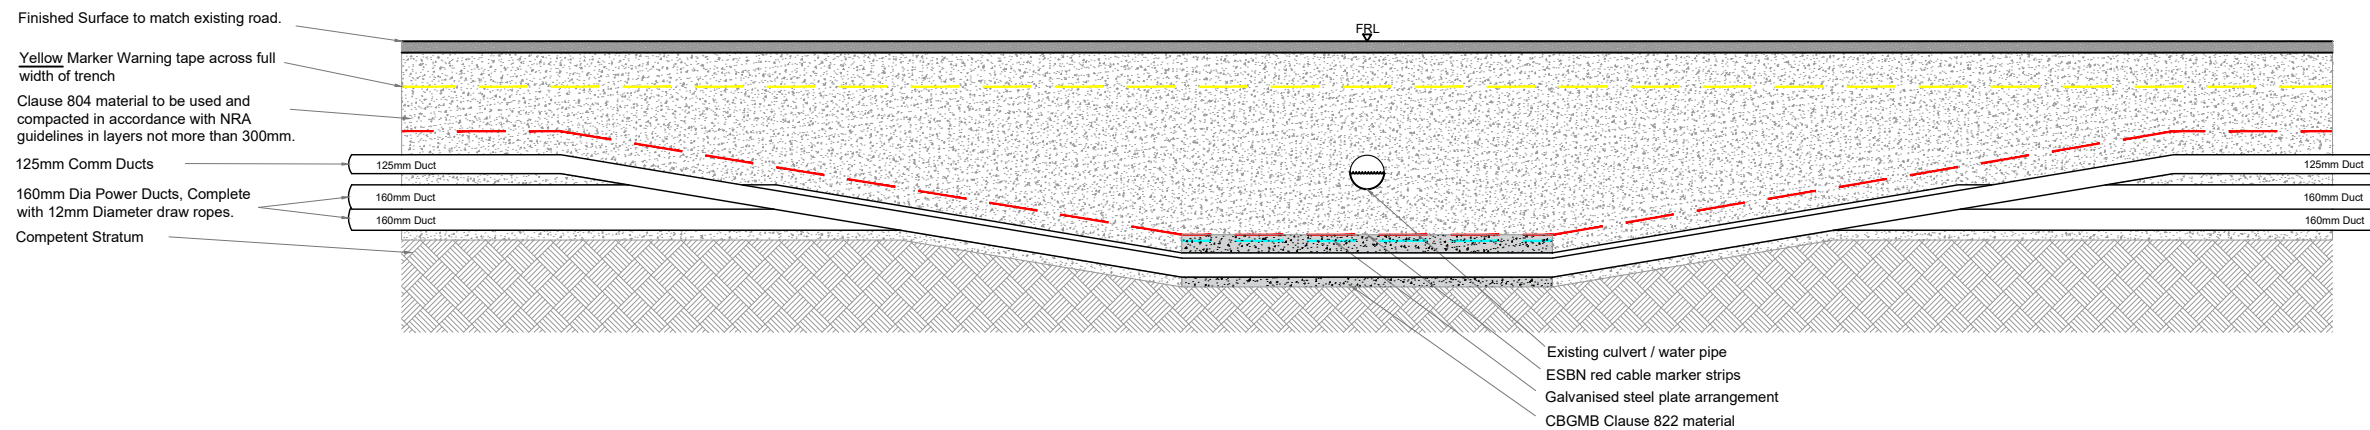 Finished Surface to match existing road.
FRL
Yellow Marker Warning tape across full
width of trench
Clause 804 material to be used and
compacted in accordance with NRA
guidelines in layers not more than 300mm.
125mm Comm Ducts
125mm Duct
125mm Duct
160mm Dia Power Ducts, Complete
with 12mm Diameter draw ropes.
160mm Duct
160mm Duct
160mm Duct
160mm Duct
Competent Stratum
Existing culvert / water pipe
ESBN red cable marker strips
Galvanised steel plate arrangement
CBGMB Clause 822 material